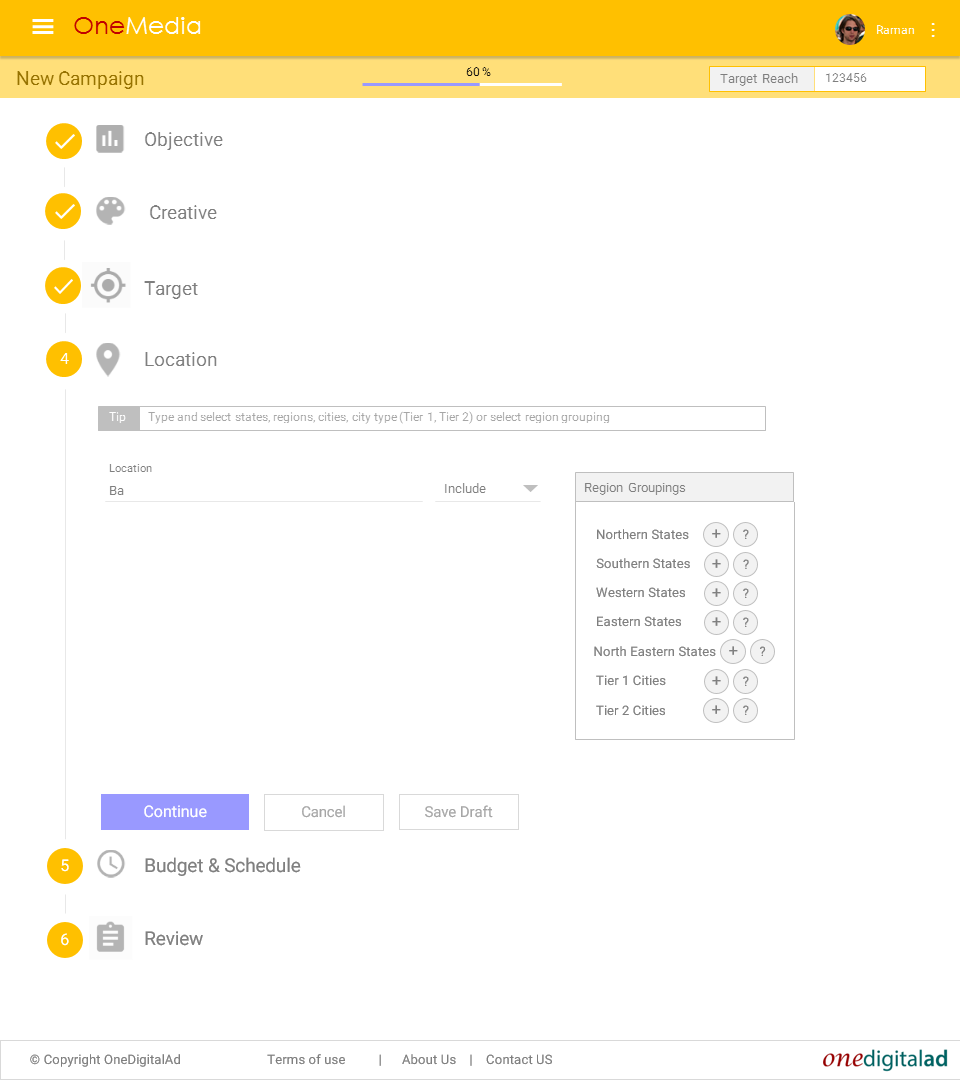 OneMedia
Raman
New Campaign
60 %
Target Reach
123456
Objective
Creative
Target
4
Location
Tip
Type and select states, regions, cities, city type (Tier 1, Tier 2) or select region grouping
Location
Ba
Include
Region Groupings
Northern States + ?
Southern States + ?
Western States + ?
Eastern States + ?
North Eastern States + ?
Tier 1 Cities + ?
Tier 2 Cities + ?
Continue
Cancel
Save Draft
5
Budget & Schedule
6
Review
© Copyright OneDigitalAd
Terms of use | About Us | Contact US
onedigitalad